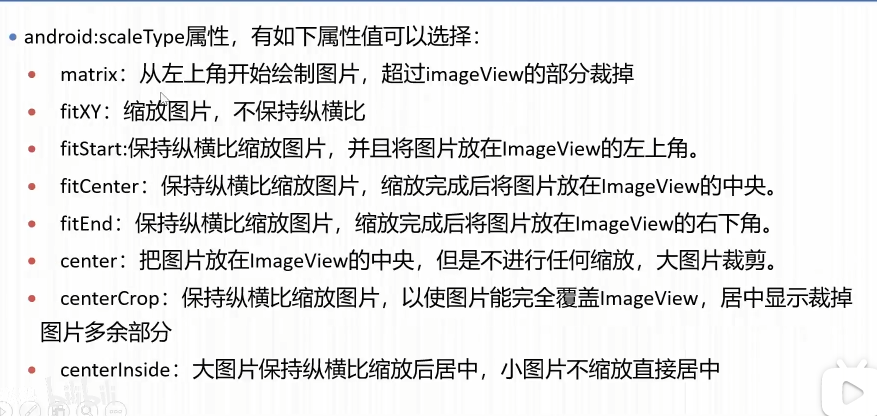 android:scaleType属性，有如下属性值可以选择：
matrix：从左上角开始绘制图片，超过imageView的部分裁掉
fitXY：缩放图片，不保持纵横比
fitStart:保持纵横比缩放图片，并且将图片放在ImageView的左上角。
fitCenter：保持纵横比缩放图片，缩放完成后将图片放在ImageView的中央。
fitEnd：保持纵横比缩放图片，缩放完成后将图片放在ImageView的右下角。
center：把图片放在ImageView的中央，但是不进行任何缩放，大图片裁剪。
centerCrop：保持纵横比缩放图片，以使图片能完全覆盖ImageView，居中显示裁掉
图片多余部分
centerInside：大图片保持纵横比缩放后居中，小图片不缩放直接居中